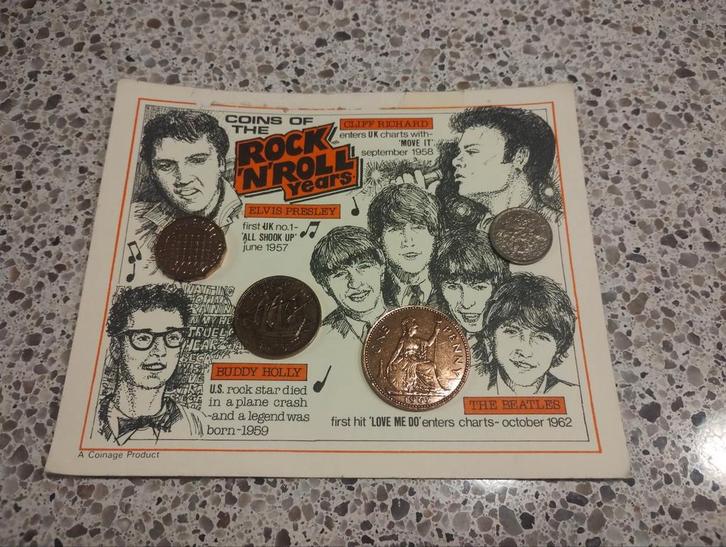 COINS OF
THE
ROCK
'N'ROLL
Years.
CLIFF RICHARD
enters UK charts with-
'MOVE IT'
september 1958
ELVIS PRESLEY
first UK no.1-
'ALL SHOOK UP'
june 1957
BUDDY HOLLY
U.S. rock star died
in a plane crash
-and a legend was
born-1959
ONE PENNY
THE BEATLES
first hit 'LOVE ME DO' enters charts- october 1962
A Coinage Product